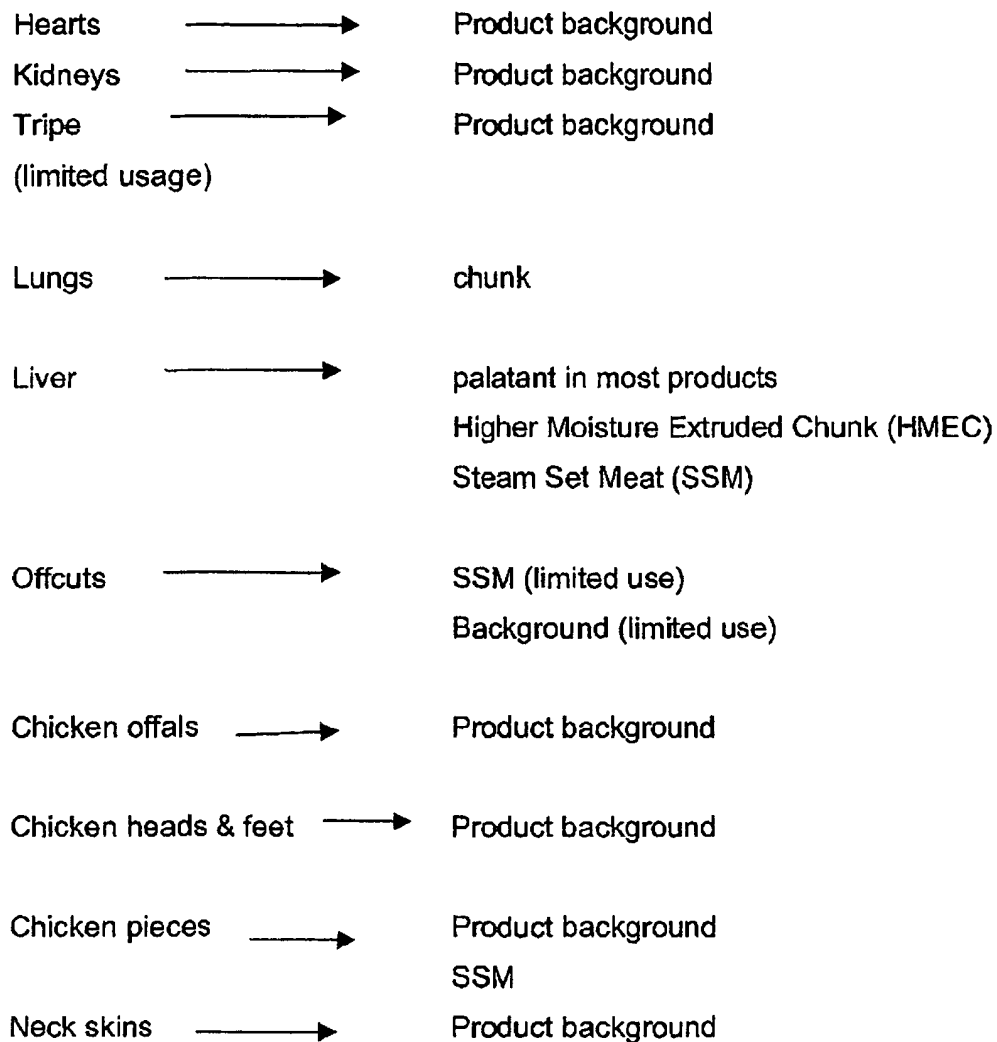 Hearts Product background
Kidneys Product background
Tripe Product background
(limited usage)
Lungs chunk
Liver palatant in most products
Higher Moisture Extruded Chunk (HMEC)
Steam Set Meat (SSM)
Offcuts SSM (limited use)
Background (limited use)
Chicken offals Product background
Chicken heads & feet Product background
Chicken pieces Product background
SSM
Neck skins Product background